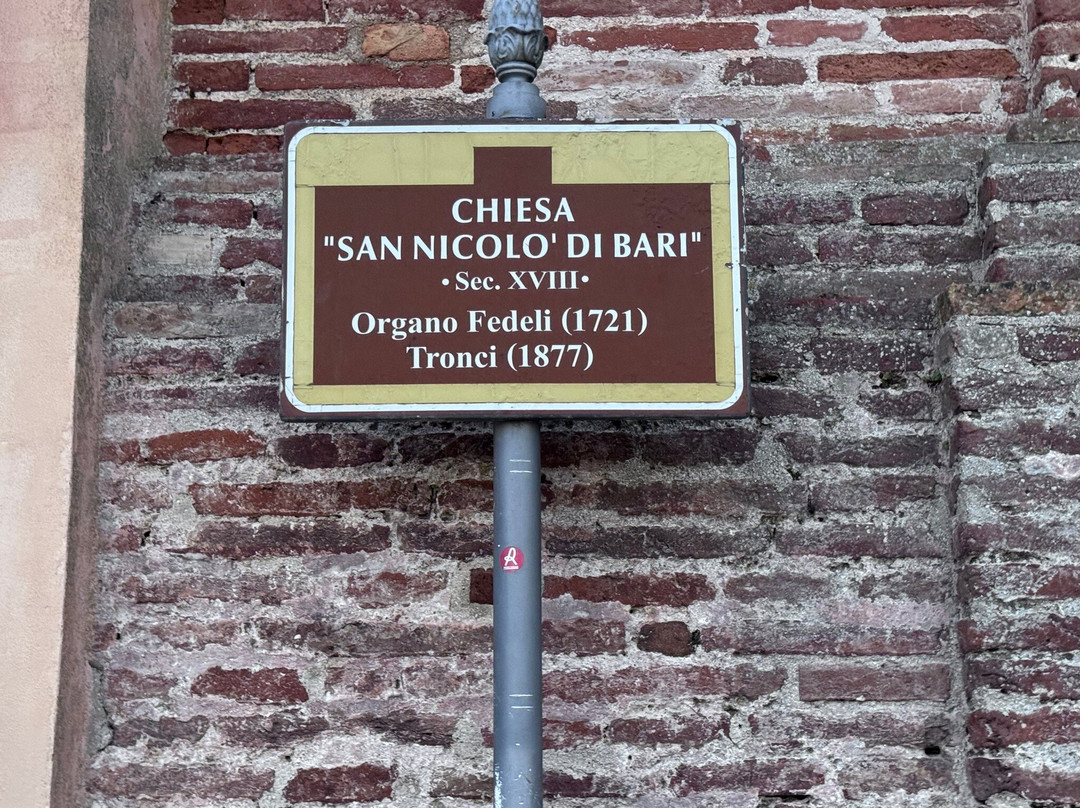 CHIESA
"SAN NICOLO' DI BARI"
• Sec. XVIII •
Organo Fedeli (1721)
Tronci (1877)